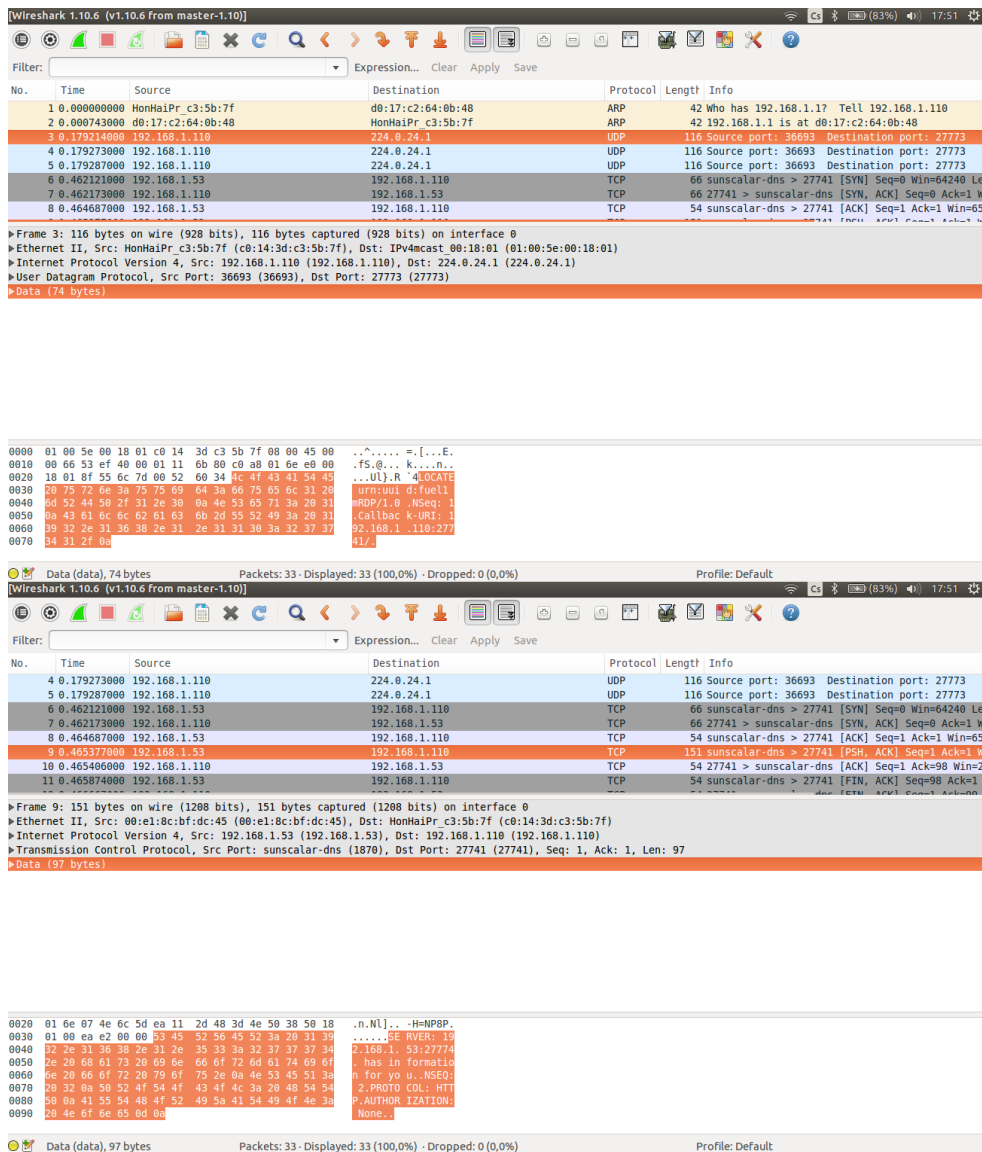 [Wireshark 1.10.6 (v1.10.6 from master-1.10)] Cs (83%) 17:51
Filter: Expression... Clear Apply Save
No. Time Source Destination Protocol Length Info
1 0.000000000 HonHaiPr_c3:5b:7f d0:17:c2:64:0b:48 ARP 42 Who has 192.168.1.1? Tell 192.168.1.110
2 0.000743000 d0:17:c2:64:0b:48 HonHaiPr_c3:5b:7f ARP 42 192.168.1.1 is at d0:17:c2:64:0b:48
3 0.179214000 192.168.1.110 224.0.24.1 UDP 116 Source port: 36693 Destination port: 27773
4 0.179273000 192.168.1.110 224.0.24.1 UDP 116 Source port: 36693 Destination port: 27773
5 0.179287000 192.168.1.110 224.0.24.1 UDP 116 Source port: 36693 Destination port: 27773
6 0.462121000 192.168.1.53 192.168.1.110 TCP 66 sunscalar-dns > 27741 [SYN] Seq=0 Win=64240 Le
7 0.462173000 192.168.1.110 192.168.1.53 TCP 66 27741 > sunscalar-dns [SYN, ACK] Seq=0 Ack=1 W
8 0.464687000 192.168.1.53 192.168.1.110 TCP 54 sunscalar-dns > 27741 [ACK] Seq=1 Ack=1 Win=65
Frame 3: 116 bytes on wire (928 bits), 116 bytes captured (928 bits) on interface 0
Ethernet II, Src: HonHaiPr_c3:5b:7f (c0:14:3d:c3:5b:7f), Dst: IPv4mcast_00:18:01 (01:00:5e:00:18:01)
Internet Protocol Version 4, Src: 192.168.1.110 (192.168.1.110), Dst: 224.0.24.1 (224.0.24.1)
User Datagram Protocol, Src Port: 36693 (36693), Dst Port: 27773 (27773)
Data (74 bytes)
0000 01 00 5e 00 18 01 c0 14 3d c3 5b 7f 08 00 45 00 ..^..... =.[...E.
0010 00 66 53 ef 40 00 01 11 6b 80 c0 a8 01 6e e0 00 .fS.@... k....n..
0020 18 01 8f 55 6c 7d 00 52 60 34 4c 4f 43 41 54 45 ...Ul}.R `4LOCATE
0030 20 75 72 6e 3a 75 75 69 64 3a 66 75 65 6c 31 20 urn:uui d:fuel1
0040 6d 52 44 50 2f 31 2e 30 0a 4e 53 65 71 3a 20 31 mRDP/1.0 .NSeq: 1
0050 0a 43 61 6c 6c 62 61 63 6b 2d 55 52 49 3a 20 31 .Callbac k-URI: 1
0060 39 32 2e 31 36 38 2e 31 2e 31 31 30 3a 32 37 37 92.168.1 .110:277
0070 34 31 2f 0a 41/.
Data (data), 74 bytes Packets: 33 · Displayed: 33 (100,0%) · Dropped: 0 (0,0%) Profile: Default
[Wireshark 1.10.6 (v1.10.6 from master-1.10)] Cs (83%) 17:51
Filter: Expression... Clear Apply Save
No. Time Source Destination Protocol Length Info
4 0.179273000 192.168.1.110 224.0.24.1 UDP 116 Source port: 36693 Destination port: 27773
5 0.179287000 192.168.1.110 224.0.24.1 UDP 116 Source port: 36693 Destination port: 27773
6 0.462121000 192.168.1.53 192.168.1.110 TCP 66 sunscalar-dns > 27741 [SYN] Seq=0 Win=64240 Le
7 0.462173000 192.168.1.110 192.168.1.53 TCP 66 27741 > sunscalar-dns [SYN, ACK] Seq=0 Ack=1 W
8 0.464687000 192.168.1.53 192.168.1.110 TCP 54 sunscalar-dns > 27741 [ACK] Seq=1 Ack=1 Win=65
9 0.465377000 192.168.1.53 192.168.1.110 TCP 151 sunscalar-dns > 27741 [PSH, ACK] Seq=1 Ack=1 W
10 0.465406000 192.168.1.110 192.168.1.53 TCP 54 27741 > sunscalar-dns [ACK] Seq=1 Ack=98 Win=2
11 0.465874000 192.168.1.53 192.168.1.110 TCP 54 sunscalar-dns > 27741 [FIN, ACK] Seq=98 Ack=1
Frame 9: 151 bytes on wire (1208 bits), 151 bytes captured (1208 bits) on interface 0
Ethernet II, Src: 00:e1:8c:bf:dc:45 (00:e1:8c:bf:dc:45), Dst: HonHaiPr_c3:5b:7f (c0:14:3d:c3:5b:7f)
Internet Protocol Version 4, Src: 192.168.1.53 (192.168.1.53), Dst: 192.168.1.110 (192.168.1.110)
Transmission Control Protocol, Src Port: sunscalar-dns (1870), Dst Port: 27741 (27741), Seq: 1, Ack: 1, Len: 97
Data (97 bytes)
0020 01 6e 07 4e 6c 5d ea 11 2d 48 3d 4e 50 38 50 18 .n.Nl].. -H=NP8P.
0030 01 00 ea e2 00 00 53 45 52 56 45 52 3a 20 31 39 ......SE RVER: 19
0040 32 2e 31 36 38 2e 31 2e 35 33 3a 32 37 37 37 34 2.168.1. 53:27774
0050 2e 20 68 61 73 20 69 6e 66 6f 72 6d 61 74 69 6f . has in formatio
0060 6e 20 66 6f 72 20 79 6f 75 2e 0a 4e 53 45 51 3a n for yo u..NSEQ:
0070 20 32 0a 50 52 4f 54 4f 43 4f 4c 3a 20 48 54 54 2.PROTO COL: HTT
0080 50 0a 41 55 54 48 4f 52 49 5a 41 54 49 4f 4e 3a P.AUTHOR IZATION:
0090 20 4e 6f 6e 65 0d 0a None..
Data (data), 97 bytes Packets: 33 · Displayed: 33 (100,0%) · Dropped: 0 (0,0%) Profile: Default